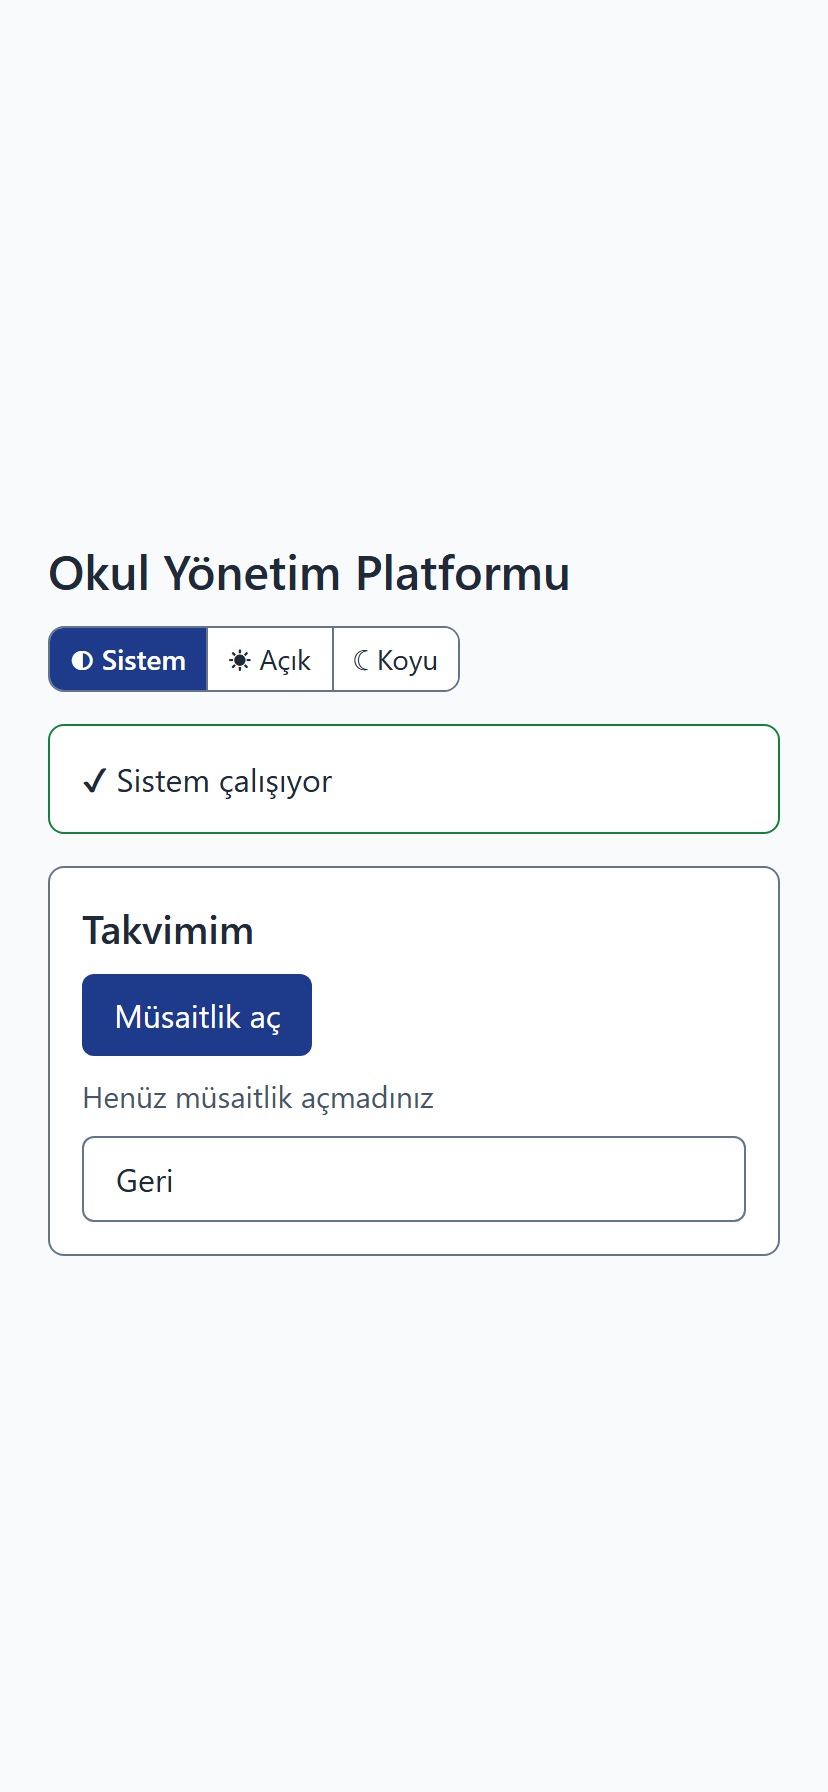 Okul Yönetim Platformu
◐ Sistem ☀ Açık ☾ Koyu
✓ Sistem çalışıyor
Takvimim
Müsaitlik aç
Henüz müsaitlik açmadınız
Geri